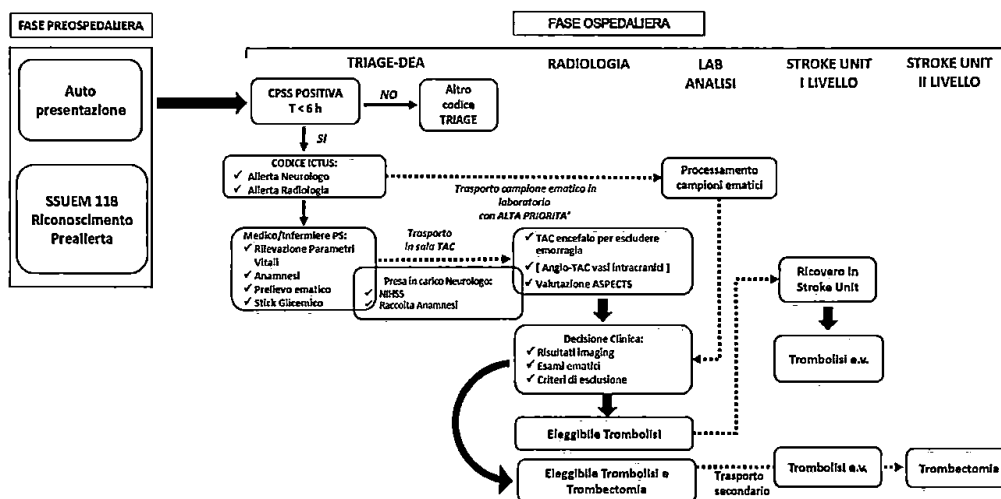 FASE PREOSPEDALIERA
FASE OSPEDALIERA
TRIAGE-DEA
RADIOLOGIA
LAB
ANALISI
STROKE UNIT
I LIVELLO
STROKE UNIT
II LIVELLO
Auto
presentazione
SSUEM 118
Riconoscimento
Preallerta
CPSS POSITIVA
T < 6 h
NO
Altro
codice
TRIAGE
SI
CODICE ICTUS:
✓ Allerta Neurologo
✓ Allerta Radiologia
Trasporto campione ematico in
laboratorio
con ALTA PRIORITA'
Processamento
campioni ematici
Medico/Infermiere PS:
✓ Rilevazione Parametri
Vitali
✓ Anamnesi
✓ Prelievo ematico
✓ Stick Glicemico
Trasporto
in sala TAC
Presa in carico Neurologo:
✓ NIHSS
✓ Raccolta Anamnesi
✓ TAC encefalo per escludere
emorragia
✓ [ Angio-TAC vasi intracranici ]
✓ Valutazione ASPECTS
Ricovero in
Stroke Unit
Trombolisi e.v.
Decisione Clinica:
✓ Risultati imaging
✓ Esami ematici
✓ Criteri di esclusione
Eleggibile Trombolisi
Eleggibile Trombolisi e
Trombectomia
Trasporto
secondario
Trombolisi e.v.
Trombectomia